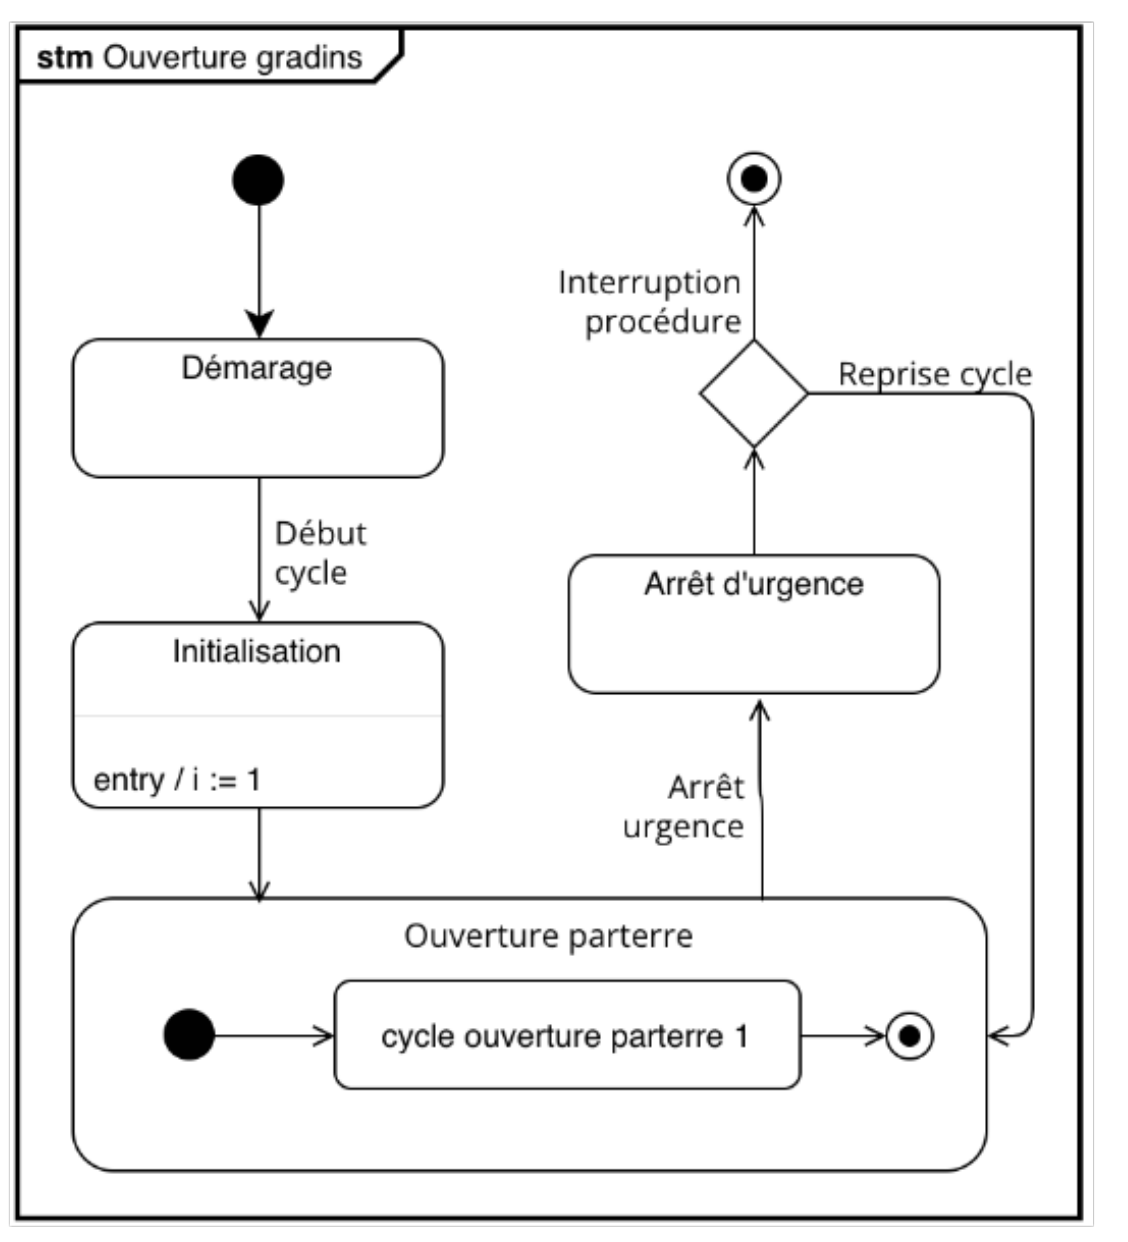 stm Ouverture gradins
Démarage
Début
cycle
Initialisation
entry / i := 1
Interruption
procédure
Reprise cycle
Arrêt d'urgence
Arrêt
urgence
Ouverture parterre
cycle ouverture parterre 1